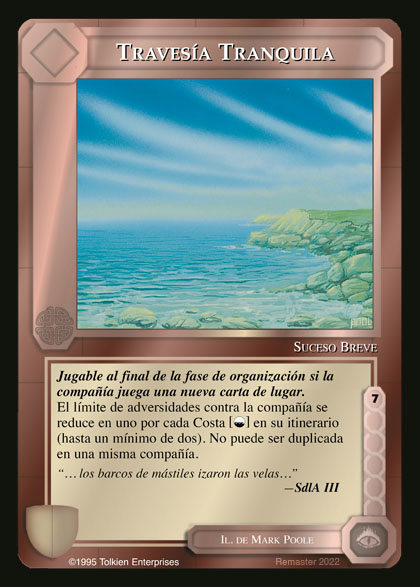 TRAVESÍA TRANQUILA
SUCESO BREVE
Jugable al final de la fase de organización si la
compañía juega una nueva carta de lugar.
El límite de adversidades contra la compañía se
reduce en uno por cada Costa [ ] en su itinerario
(hasta un mínimo de dos). No puede ser duplicada
en una misma compañía.
“… los barcos de mástiles izaron las velas…”
—SdlA III
7
IL. DE MARK POOLE
©1995 Tolkien Enterprises
Remaster 2022